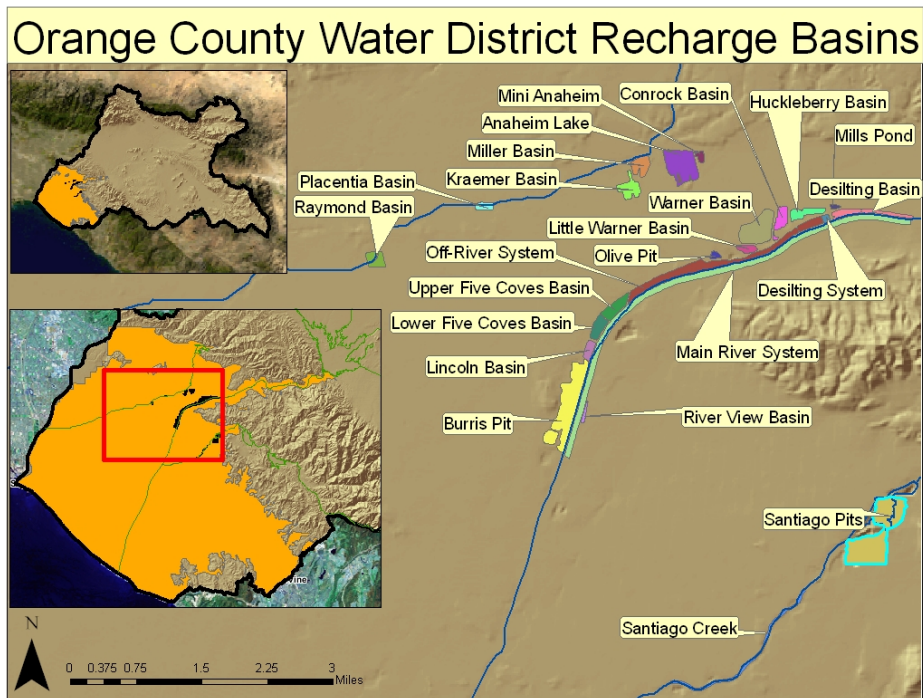 Orange County Water District Recharge Basins
Mini Anaheim
Conrock Basin
Huckleberry Basin
Anaheim Lake
Mills Pond
Miller Basin
Placentia Basin
Kraemer Basin
Desilting Basin
Raymond Basin
Warner Basin
Little Warner Basin
Off-River System
Olive Pit
Upper Five Coves Basin
Desilting System
Lower Five Coves Basin
Main River System
Lincoln Basin
Burris Pit
River View Basin
Santiago Pits
vine
Santiago Creek
N
0 0.375 0.75 1.5 2.25 3
Miles